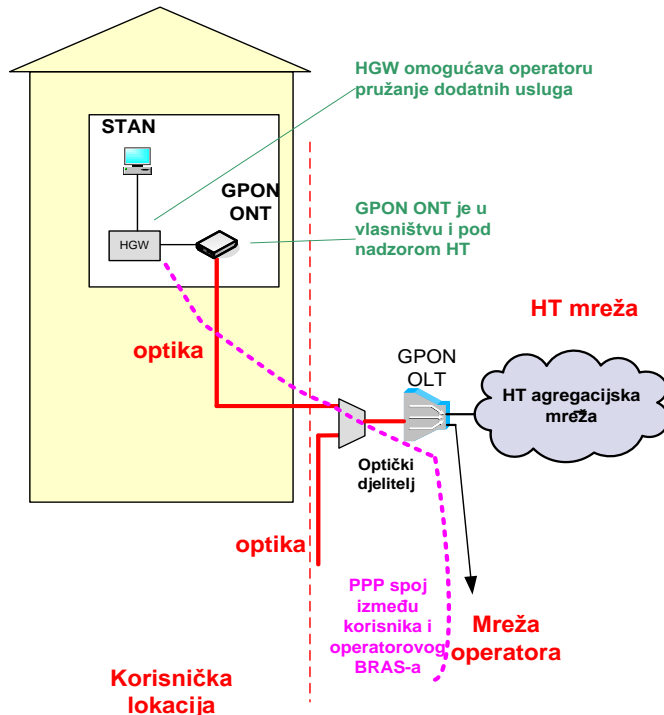 HGW omogućava operatoru
pružanje dodatnih usluga
STAN
GPON
ONT
HGW
GPON ONT je u
vlasništvu i pod
nadzorom HT
HT mreža
optika
GPON
OLT
HT agregacijska
mreža
Optički
djelitelj
optika
PPP spoj
između
korisnika i
operatorovog
BRAS-a
Mreža
operatora
Korisnička
lokacija